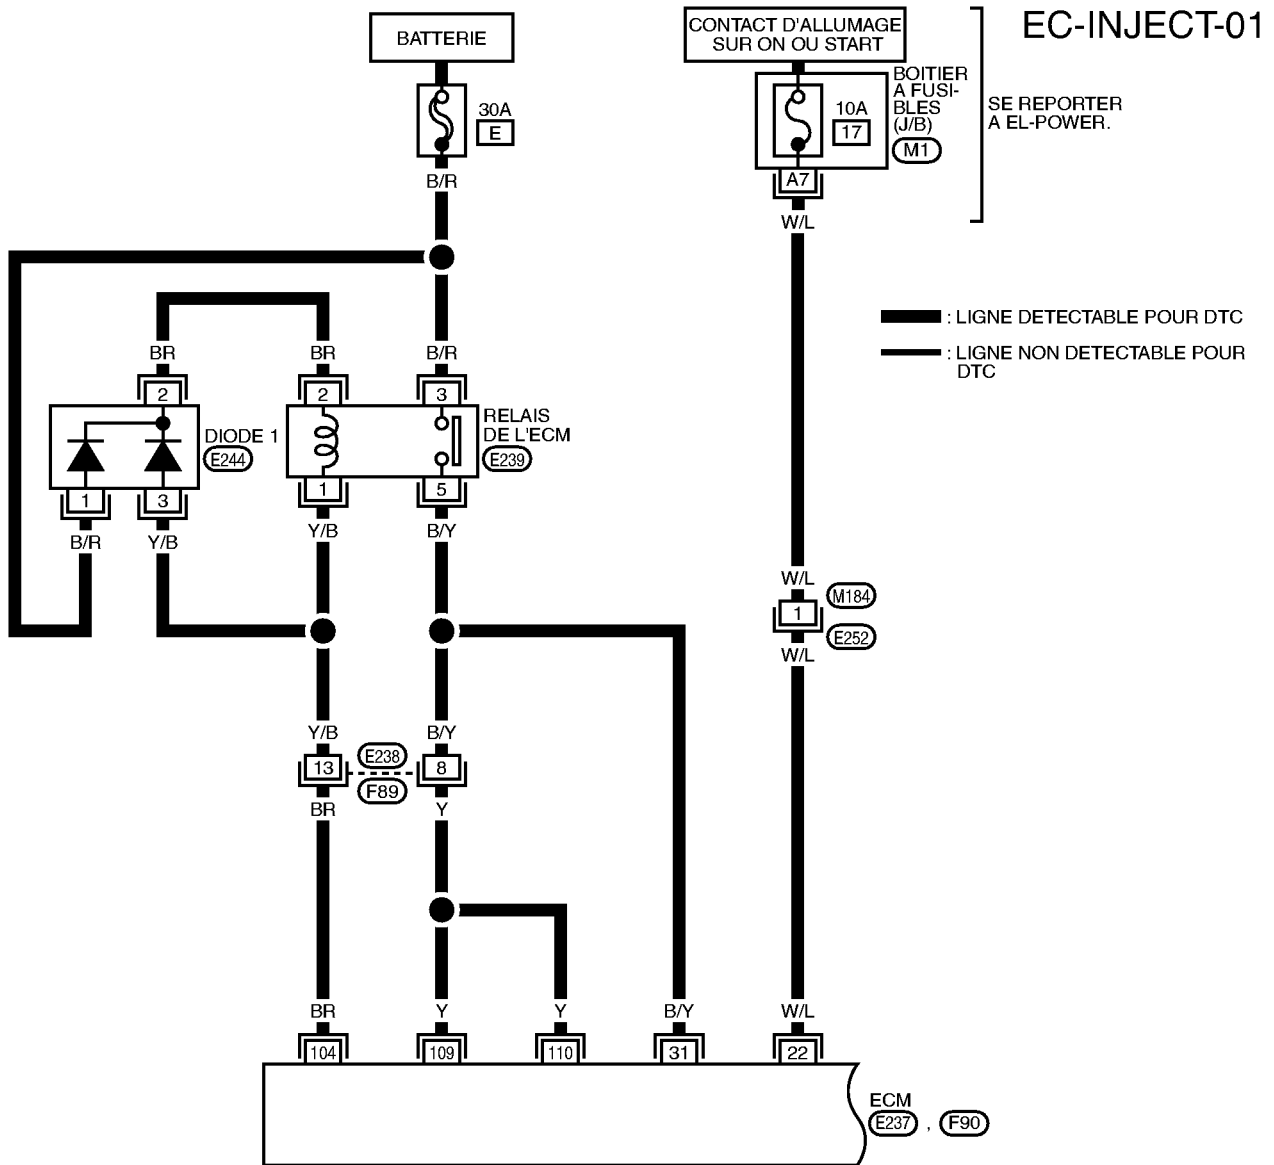 EC-INJECT-01
BATTERIE
CONTACT D'ALLUMAGE
SUR ON OU START
BOITIER
A FUSI-
BLES
(J/B)
M1
30A
E
10A
17
SE REPORTER
A EL-POWER.
B/R
A7
W/L
: LIGNE DETECTABLE POUR DTC
: LIGNE NON DETECTABLE POUR
DTC
BR
BR
B/R
2
2
3
DIODE 1
E244
RELAIS
DE L'ECM
E239
1
3
1
5
B/R
Y/B
Y/B
B/Y
W/L
M184
1
E252
W/L
Y/B
B/Y
13
E238
8
F89
BR
Y
BR
Y
Y
B/Y
W/L
104
109
110
31
22
ECM
E237 , F90